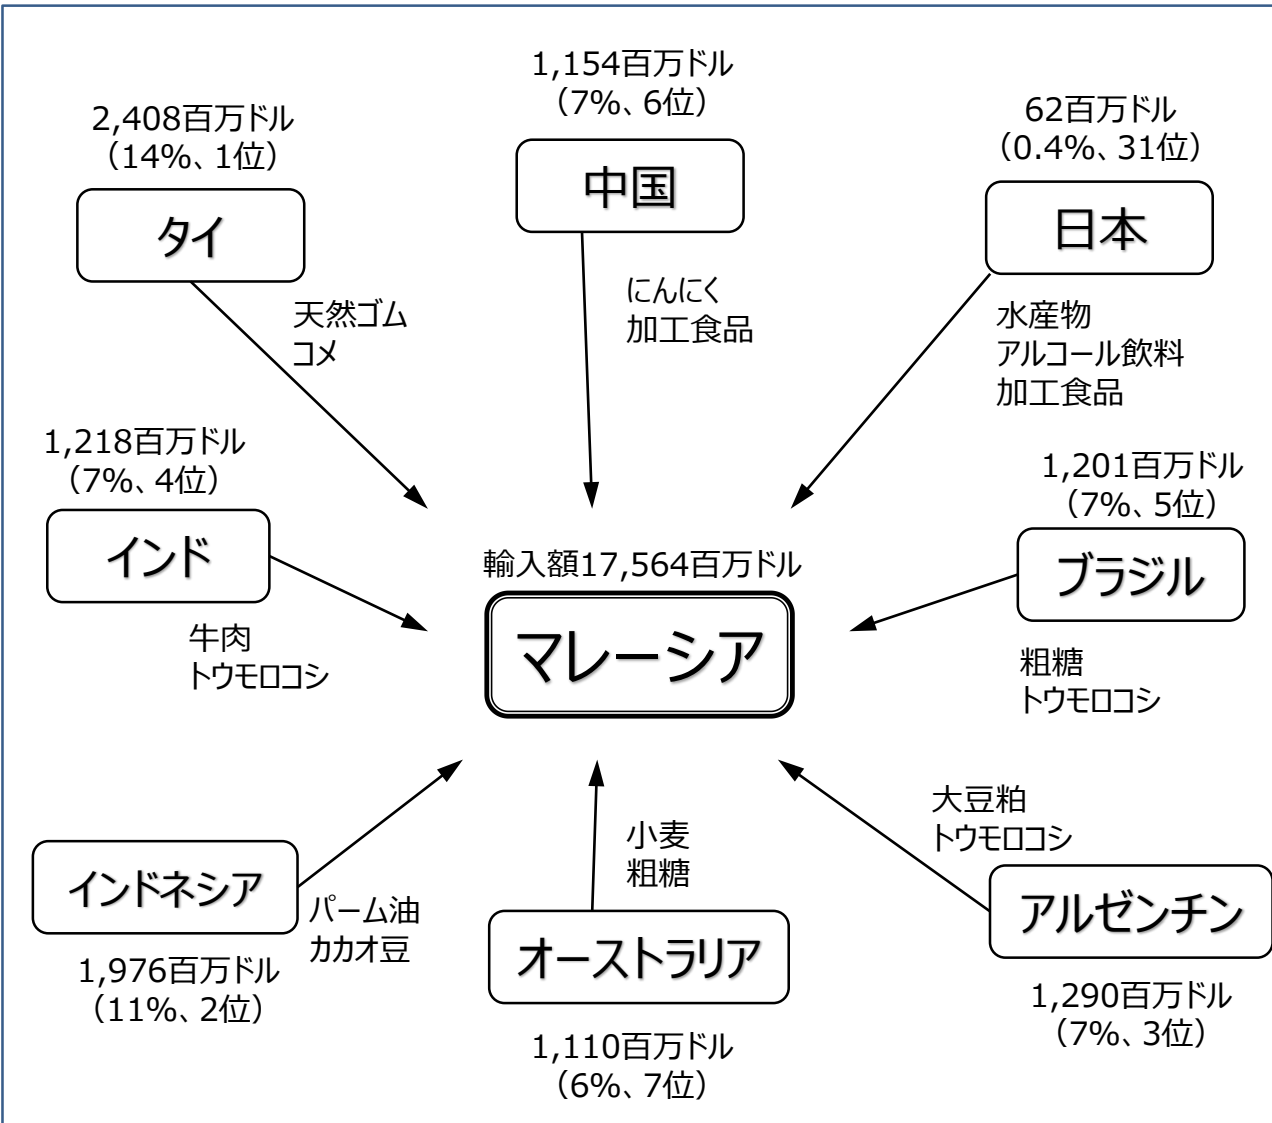 1,154百万ドル
（7%、6位）
中国
にんにく
加工食品
2,408百万ドル
（14%、1位）
タイ
天然ゴム
コメ
62百万ドル
（0.4%、31位）
日本
水産物
アルコール飲料
加工食品
1,218百万ドル
（7%、4位）
インド
牛肉
トウモロコシ
輸入額17,564百万ドル
マレーシア
1,201百万ドル
（7%、5位）
ブラジル
粗糖
トウモロコシ
インドネシア
パーム油
カカオ豆
1,976百万ドル
（11%、2位）
小麦
粗糖
オーストラリア
1,110百万ドル
（6%、7位）
大豆粕
トウモロコシ
アルゼンチン
1,290百万ドル
（7%、3位）